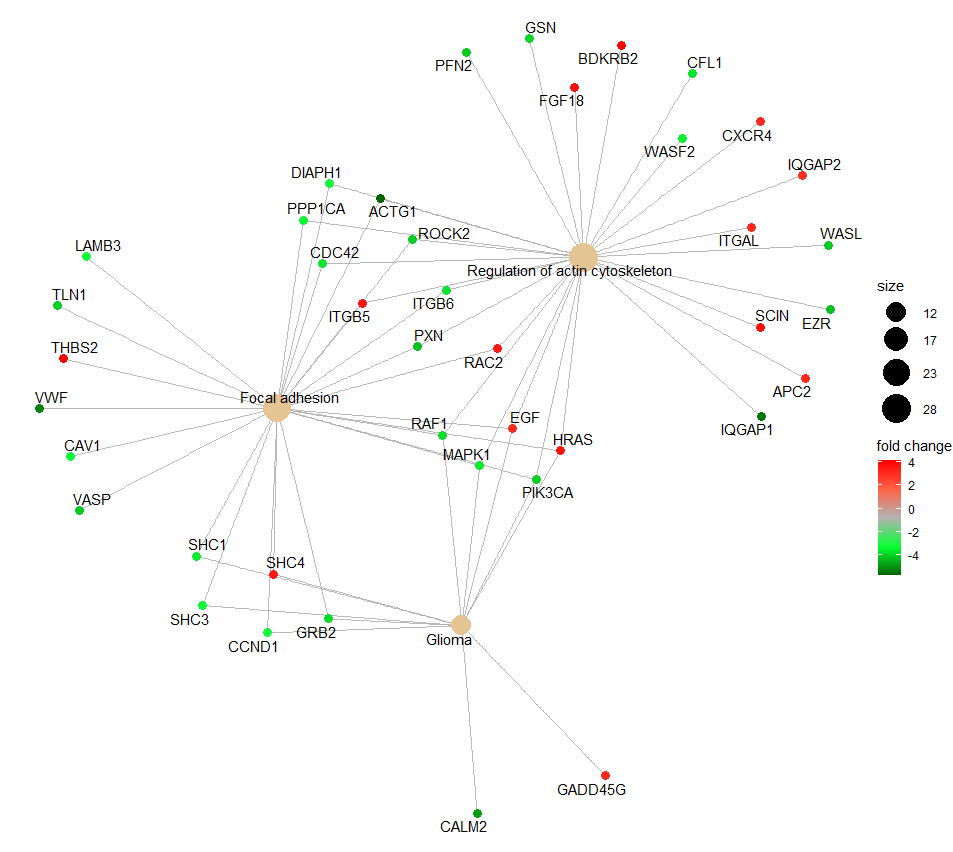 GSN
BDKRB2
PFN2
CFL1
FGF18
CXCR4
WASF2
IQGAP2
DIAPH1
PPP1CA
ACTG1
ROCK2
ITGAL
WASL
LAMB3
CDC42
Regulation of actin cytoskeleton
TLN1
ITGB6
ITGB5
SCIN
EZR
THBS2
PXN
RAC2
VWF
Focal adhesion
APC2
RAF1
EGF
IQGAP1
CAV1
MAPK1
HRAS
VASP
PIK3CA
SHC1
SHC4
SHC3
GRB2
CCND1
Glioma
GADD45G
CALM2
size
12
17
23
28
fold change
4
2
0
-2
-4